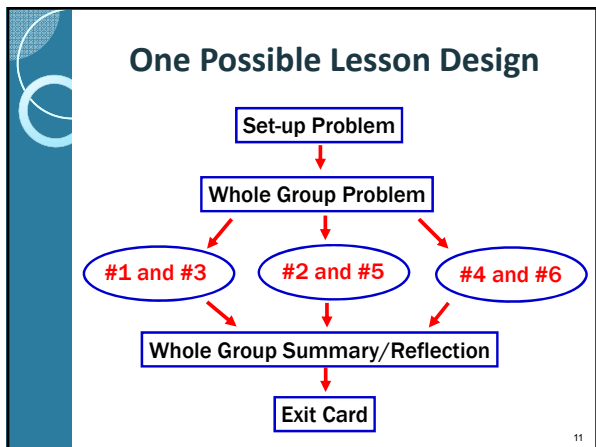 One Possible Lesson Design
Set-up Problem
Whole Group Problem
#1 and #3
#2 and #5
#4 and #6
Whole Group Summary/Reflection
Exit Card
11